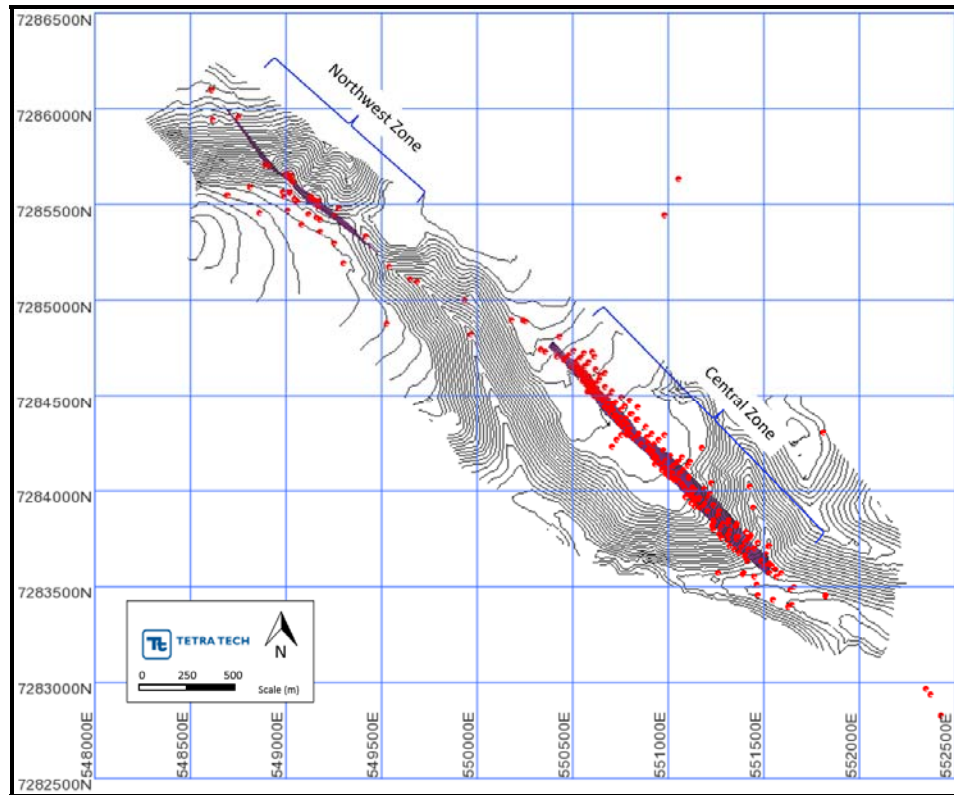 7286500N
7286000N
7285500N
7285000N
7284500N
7284000N
7283500N
7283000N
7282500N
Northwest Zone
Central Zone
Tt TETRA TECH
N
0 250 500
Scale (m)
548000E
548500E
549000E
549500E
550000E
550500E
551000E
551500E
552000E
552500E